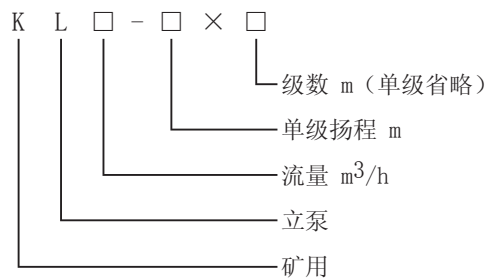 K L □ - □ × □
级数 m（单级省略）
单级扬程 m
流量 m³/h
立泵
矿用